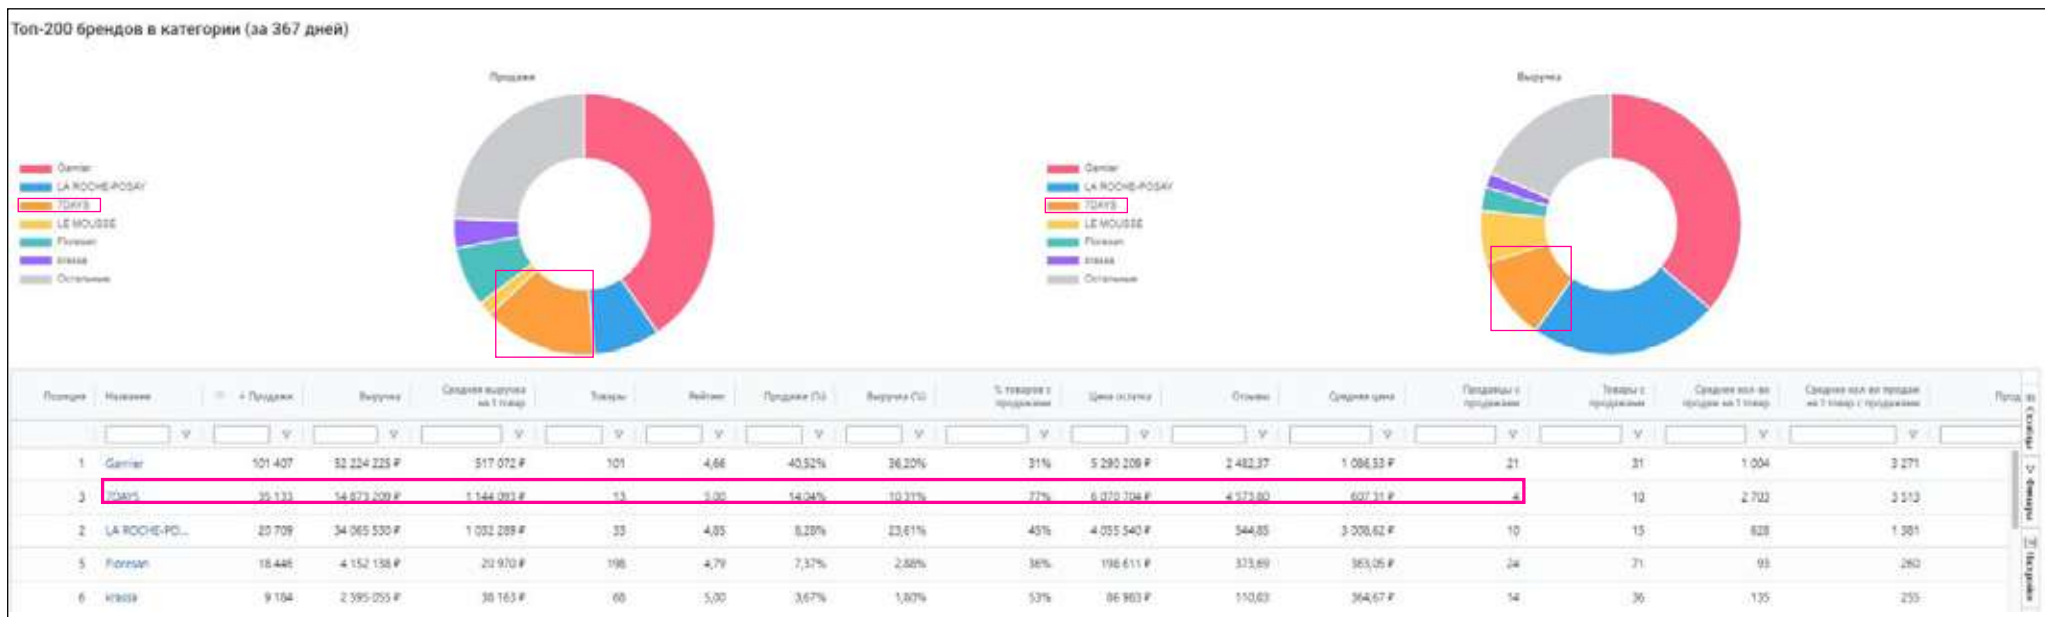 Топ-200 брендов в категории (за 367 дней)
Продажи
Garnier
LA ROCHE-POSAY
7DAYS
LE MOUSSE
Floresan
krassa
Остальные
Выручка
Garnier
LA ROCHE-POSAY
7DAYS
LE MOUSSE
Floresan
krassa
Остальные
Позиция Название Продажи Выручка Средняя выручка на 1 товар Товары Рейтинг Продажи (%) Выручка (%) % товаров с продажами Цена остатка Отзывы Средняя цена Продавцы с продажами Товары с продажами Среднее кол-во продаж на 1 товар Среднее кол-во продаж на 1 товар с продажами
1 Garnier 101 407 52 224 225 ₽ 517 072 ₽ 101 4,66 40,52% 36,20% 31% 5 290 209 ₽ 2 482,37 1 086,53 ₽ 21 31 1 004 3 271
3 7DAYS 35 133 14 873 209 ₽ 1 144 093 ₽ 13 5,00 14,04% 10,31% 77% 6 070 704 ₽ 4 573,80 607,31 ₽ 4 10 2 703 3 513
2 LA ROCHE-PO... 20 709 34 065 530 ₽ 1 032 289 ₽ 33 4,85 8,28% 23,61% 45% 4 055 540 ₽ 544,85 3 008,62 ₽ 10 15 628 1 381
5 Floresan 18 446 4 152 138 ₽ 20 970 ₽ 198 4,79 7,37% 2,88% 36% 198 611 ₽ 373,69 363,05 ₽ 24 71 93 260
6 krassa 9 184 2 595 055 ₽ 38 163 ₽ 68 5,00 3,67% 1,80% 53% 86 983 ₽ 110,83 364,67 ₽ 14 36 135 255
Столбцы
Фильтры